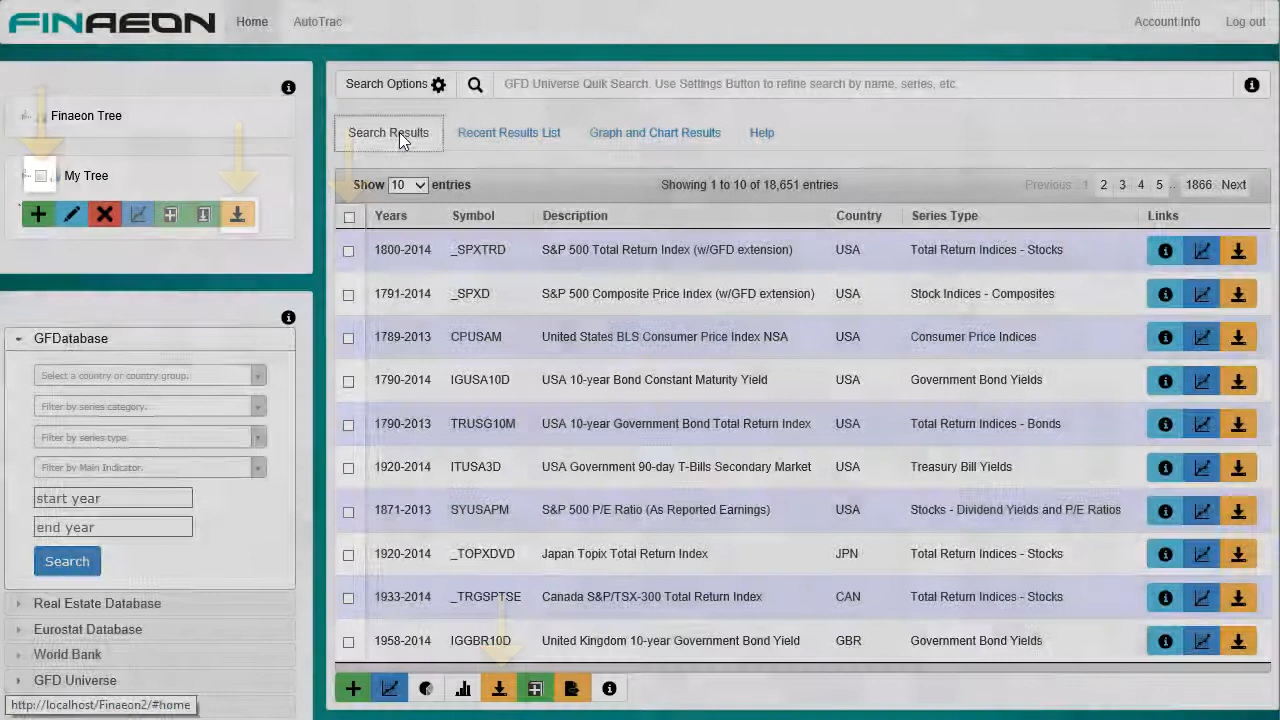 FINAEON Home AutoTrac Account Info Log out
Finaeon Tree
My Tree
GFDatabase
Select a country or country group.
Filter by series category.
Filter by series type.
Filter by Main Indicator.
start year
end year
Search
Real Estate Database
Eurostat Database
World Bank
GFD Universe
http://localhost/Finaeon2/#home
Search Options GFD Universe Quik Search. Use Settings Button to refine search by name, series, etc.
Search Results Recent Results List Graph and Chart Results Help
Show 10 entries Showing 1 to 10 of 18,651 entries Previous 1 2 3 4 5 .. 1866 Next
Years Symbol Description Country Series Type Links
1800-2014 _SPXTRD S&P 500 Total Return Index (w/GFD extension) USA Total Return Indices - Stocks
1791-2014 _SPXD S&P 500 Composite Price Index (w/GFD extension) USA Stock Indices - Composites
1789-2013 CPUSAM United States BLS Consumer Price Index NSA USA Consumer Price Indices
1790-2014 IGUSA10D USA 10-year Bond Constant Maturity Yield USA Government Bond Yields
1790-2013 TRUSG10M USA 10-year Government Bond Total Return Index USA Total Return Indices - Bonds
1920-2014 ITUSA3D USA Government 90-day T-Bills Secondary Market USA Treasury Bill Yields
1871-2013 SYUSAPM S&P 500 P/E Ratio (As Reported Earnings) USA Stocks - Dividend Yields and P/E Ratios
1920-2014 _TOPXDVD Japan Topix Total Return Index JPN Total Return Indices - Stocks
1933-2014 _TRGSPTSE Canada S&P/TSX-300 Total Return Index CAN Total Return Indices - Stocks
1958-2014 IGGBR10D United Kingdom 10-year Government Bond Yield GBR Government Bond Yields